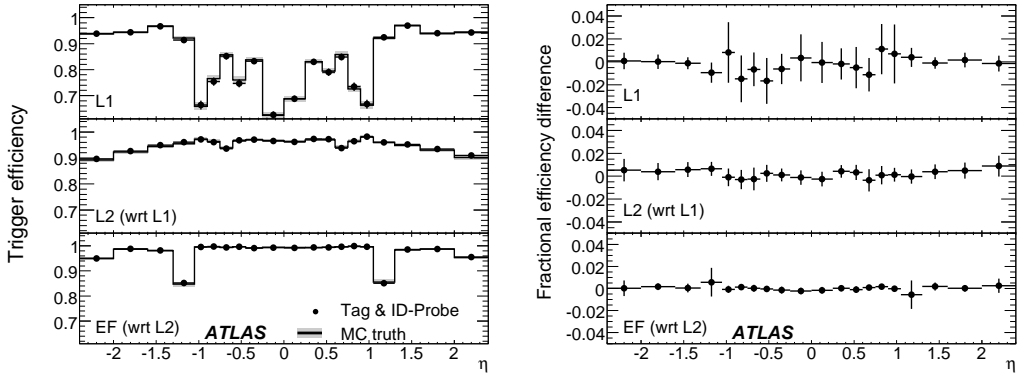 Trigger efficiency
1
0.9
0.8
0.7
L1
1
0.9
0.8
0.7
L2 (wrt L1)
1
0.9
0.8
0.7
EF (wrt L2)
ATLAS
Tag & ID-Probe
MC truth
-2 -1.5 -1 -0.5 0 0.5 1 1.5 2
η
Fractional efficiency difference
0.04
0.02
0
-0.02
-0.04
L1
0.04
0.02
0
-0.02
-0.04
L2 (wrt L1)
0.04
0.02
0
-0.02
-0.04
EF (wrt L2)
ATLAS
-2 -1.5 -1 -0.5 0 0.5 1 1.5 2
η